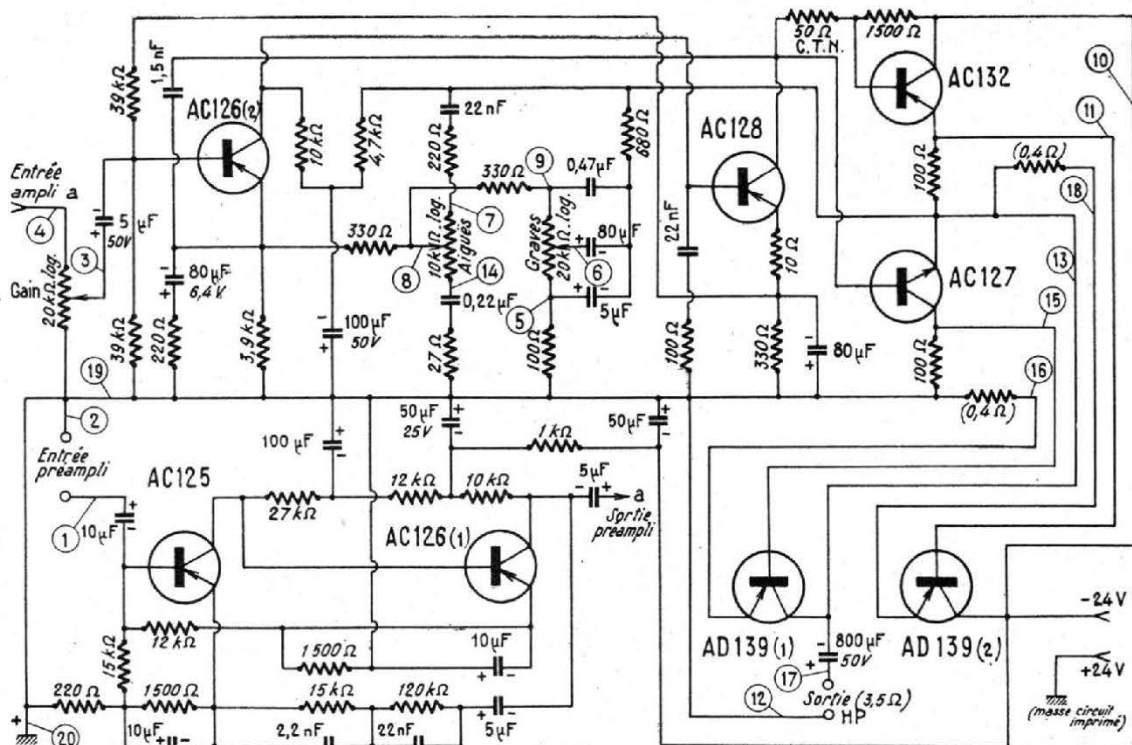 50 Ω
C.T.N.
1500 Ω
10
39 kΩ
1,5 nF
AC126(2)
AC132
11
10 kΩ
4,7 kΩ
22 nF
220 Ω
680 Ω
AC128
9
0,47 µF
330 Ω
100 Ω
(0,4 Ω)
18
Entrée
ampli a
4
5 µF
50V
3
Gain
20 kΩ. log.
80 µF
6,4 V.
330 Ω
8
7
10 kΩ. log.
Aigues
14
0,22 µF
Graves
20 kΩ. log.
80 µF
6
5
5 µF
22 nF
10 Ω
AC127
13
15
39 kΩ
220 Ω
3,9 kΩ
100 µF
50V
27 Ω
100 Ω
100 Ω
330 Ω
80 µF
100 Ω
16
19
(0,4 Ω)
2
Entrée
préampli
100 µF
50 µF
25V
50 µF
1 kΩ
AC125
27 kΩ
12 kΩ
10 kΩ
5 µF
a
Sortie
preampli
1
10 µF
AC126(1)
12 kΩ
15 kΩ
1500 Ω
10 µF
AD139(1)
AD139(2)
800 µF
50V
-24V
+24V
(masse circuit
imprimé)
17
Sortie (3,5 Ω)
12
HP
220 Ω
1500 Ω
15 kΩ
120 kΩ
5 µF
20
10 µF
2,2 nF
22 nF